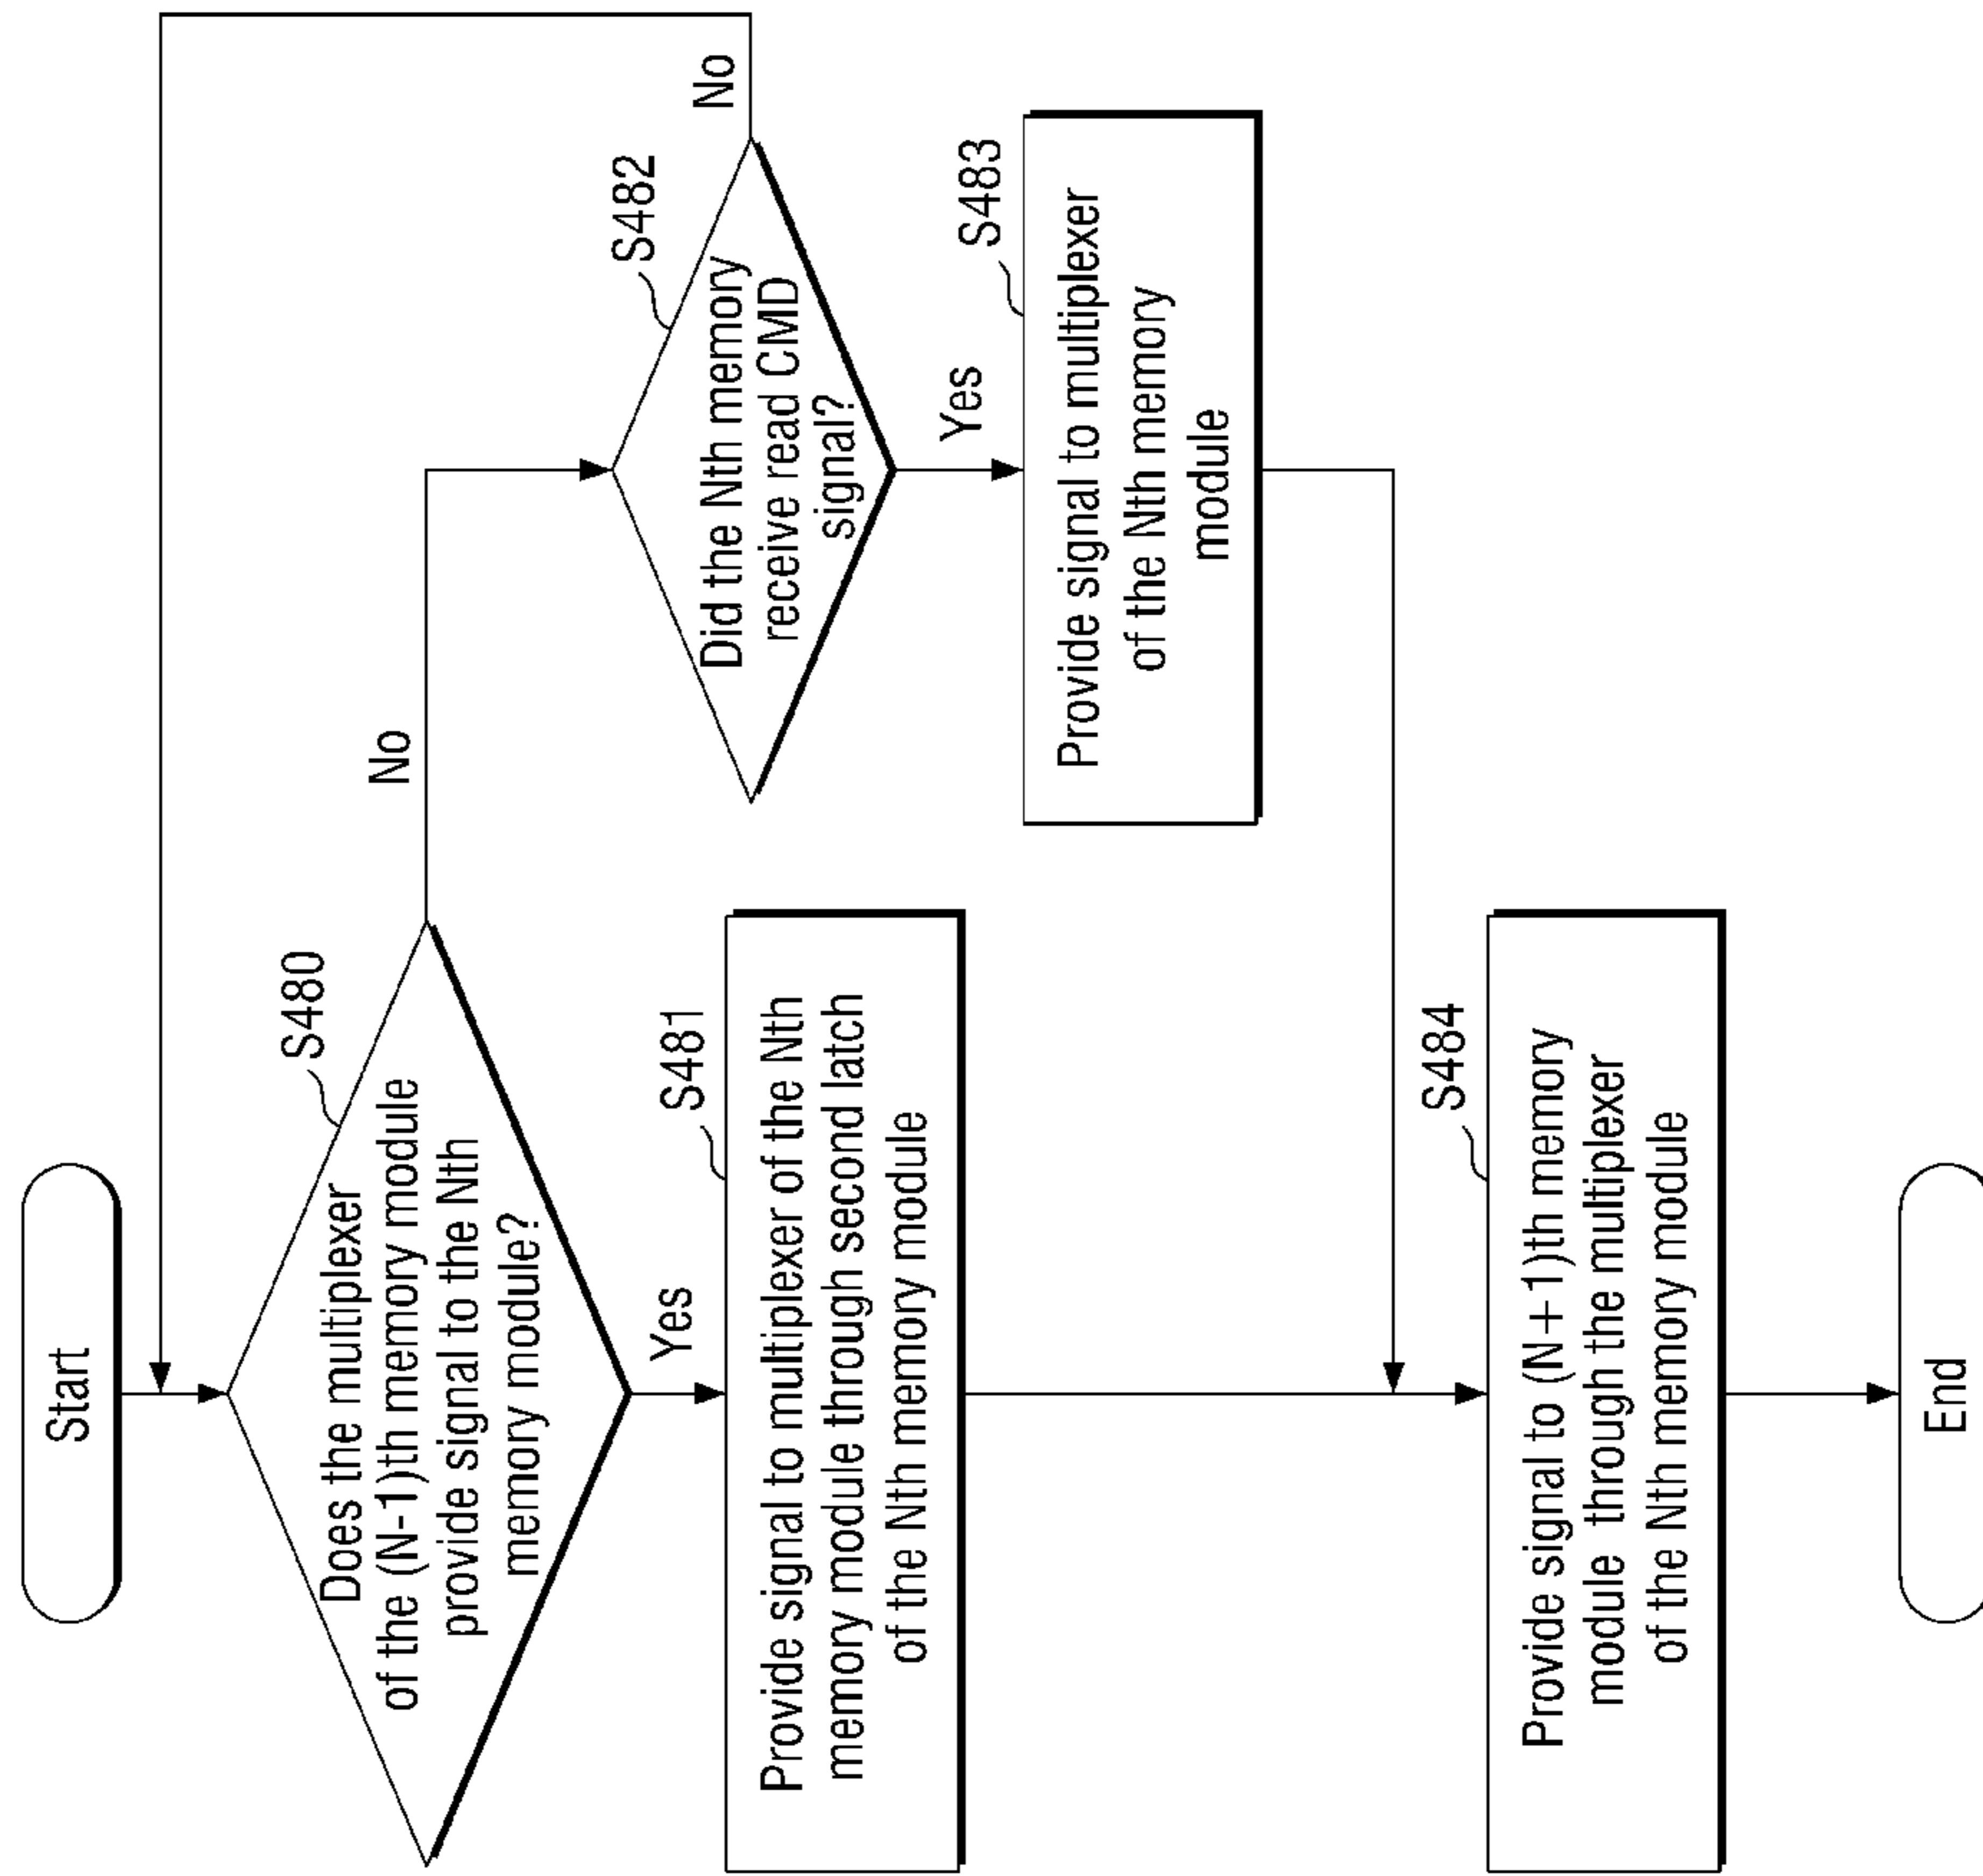 Start
S480
Does the multiplexer
of the (N-1)th memory module
provide signal to the Nth
memory module?
No
Yes
S481
Provide signal to multiplexer of the Nth
memory module through second latch
of the Nth memory module
S482
Did the Nth memory
receive read CMD
signal?
No
Yes
S483
Provide signal to multiplexer
of the Nth memory
module
S484
Provide signal to (N+1)th memory
module through the multiplexer
of the Nth memory module
End